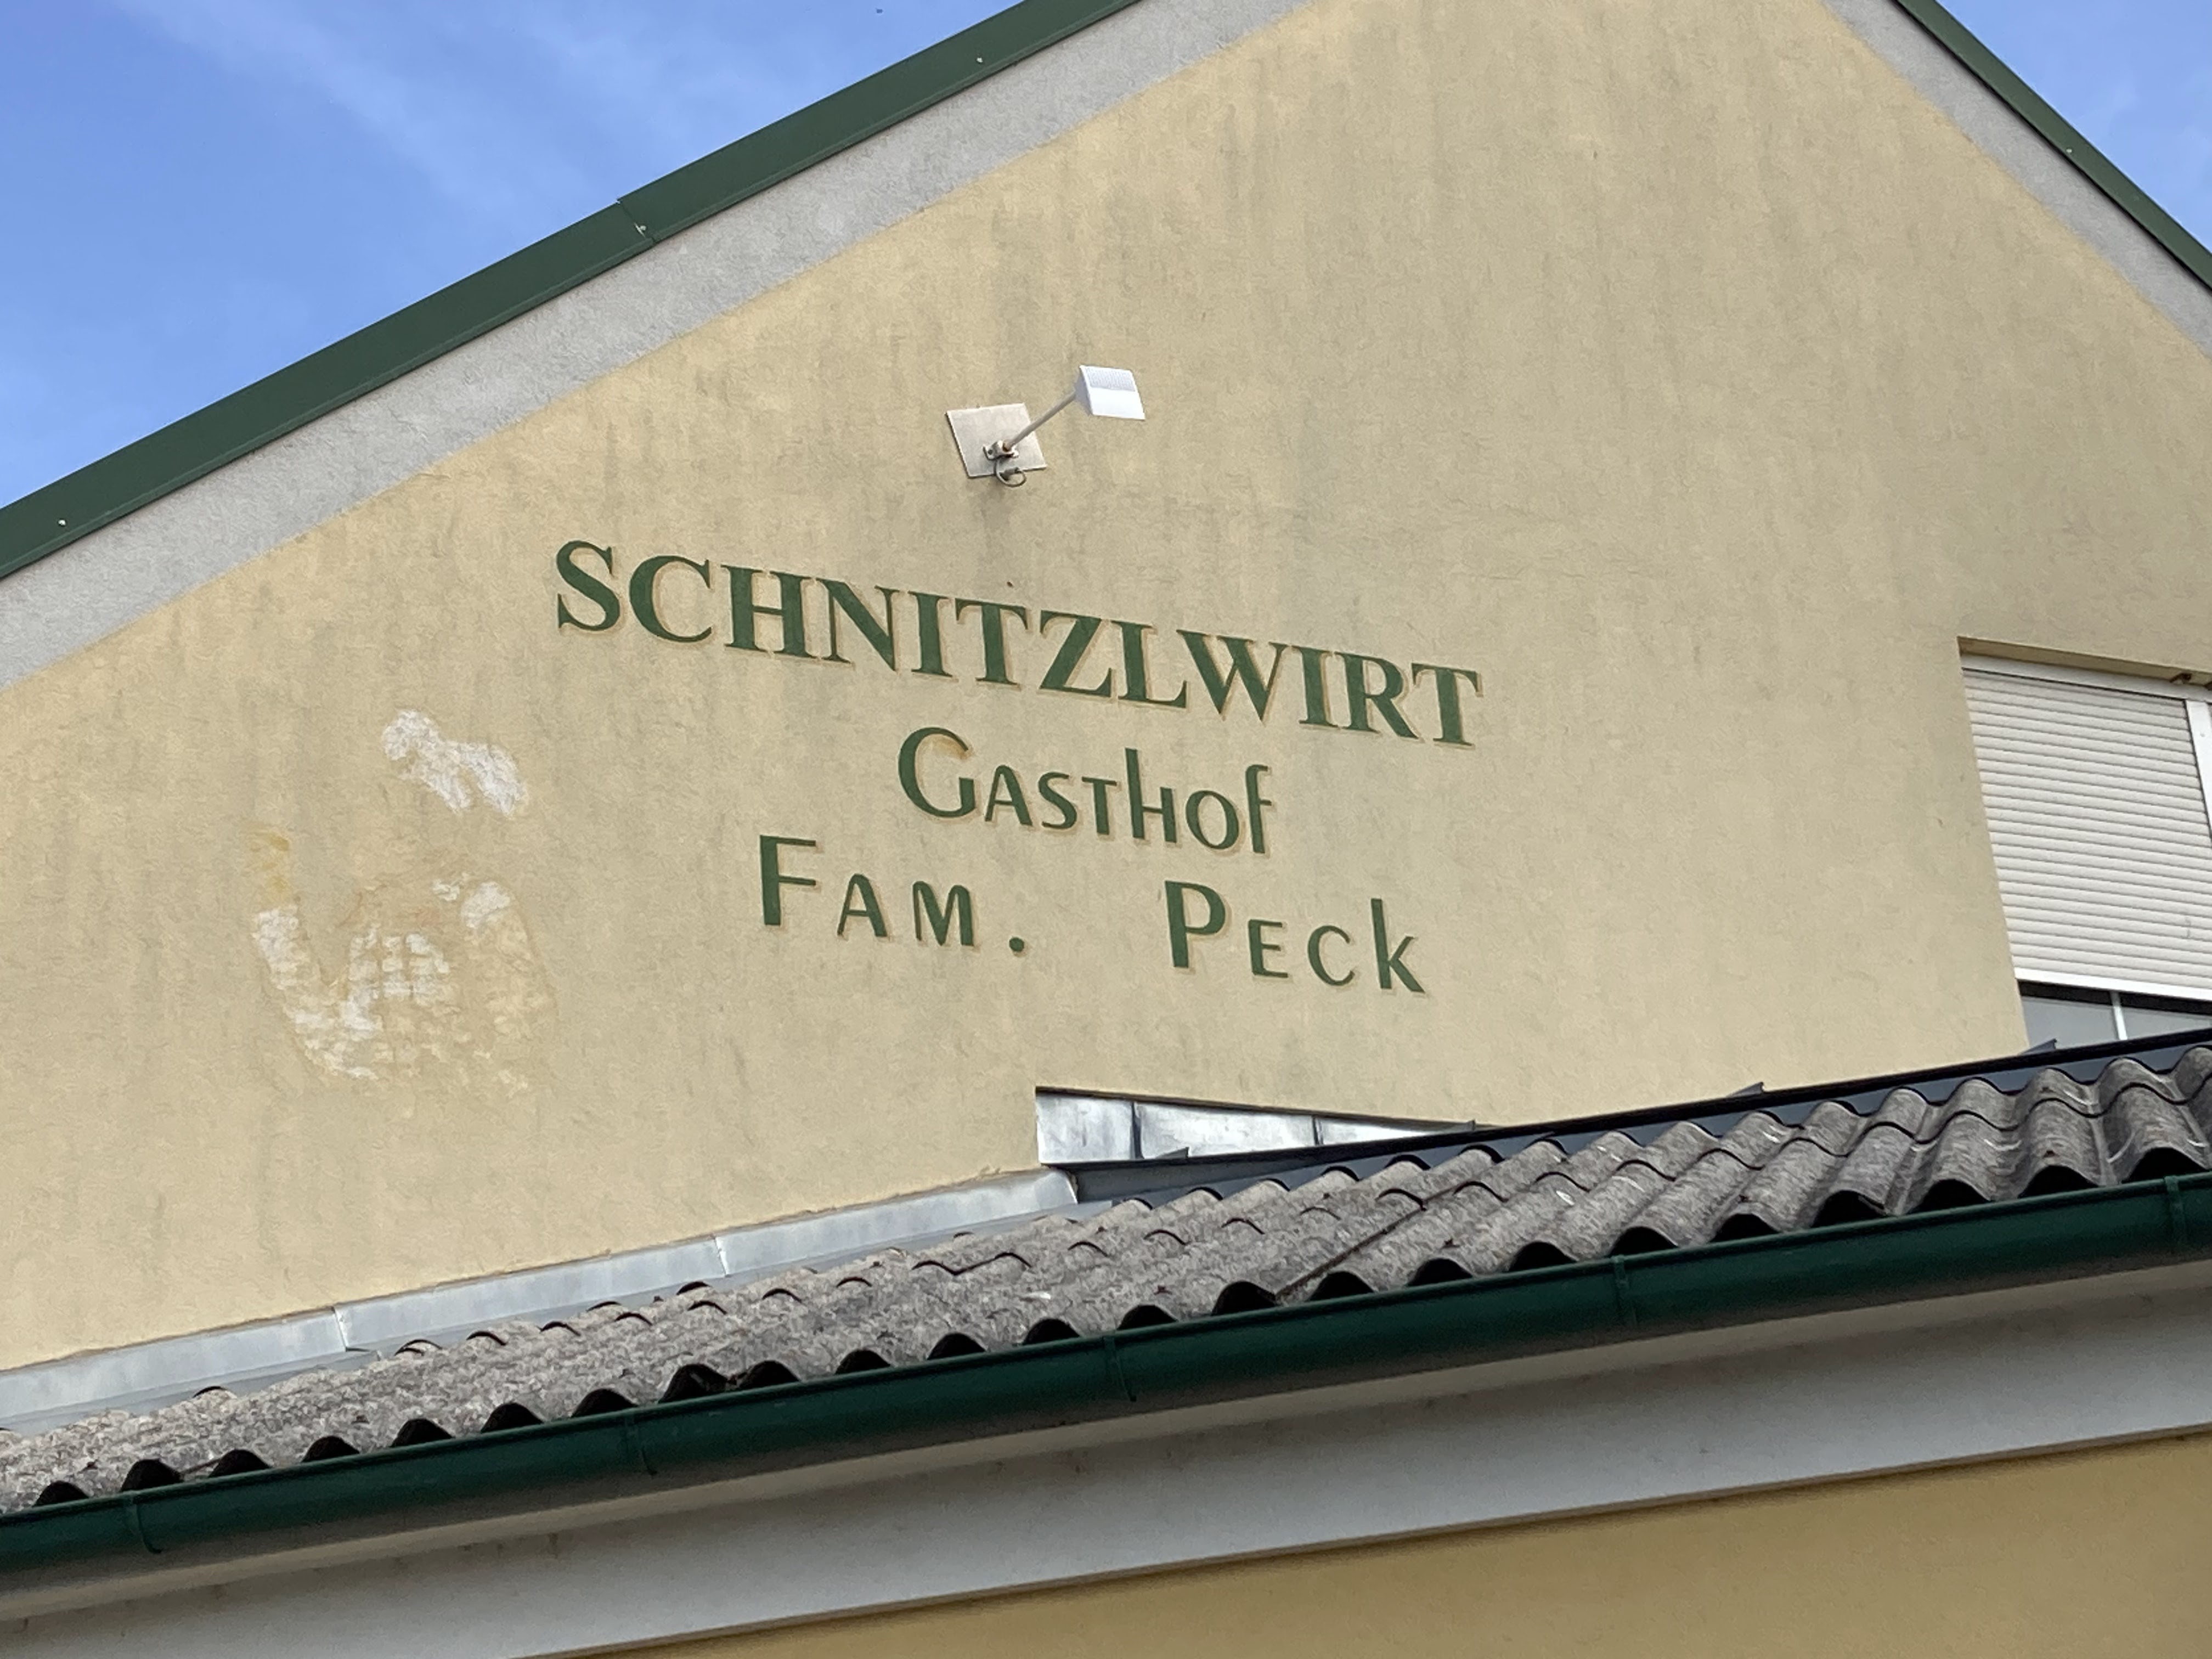 SCHNITZLWIRT
Gasthof
Fam. Peck